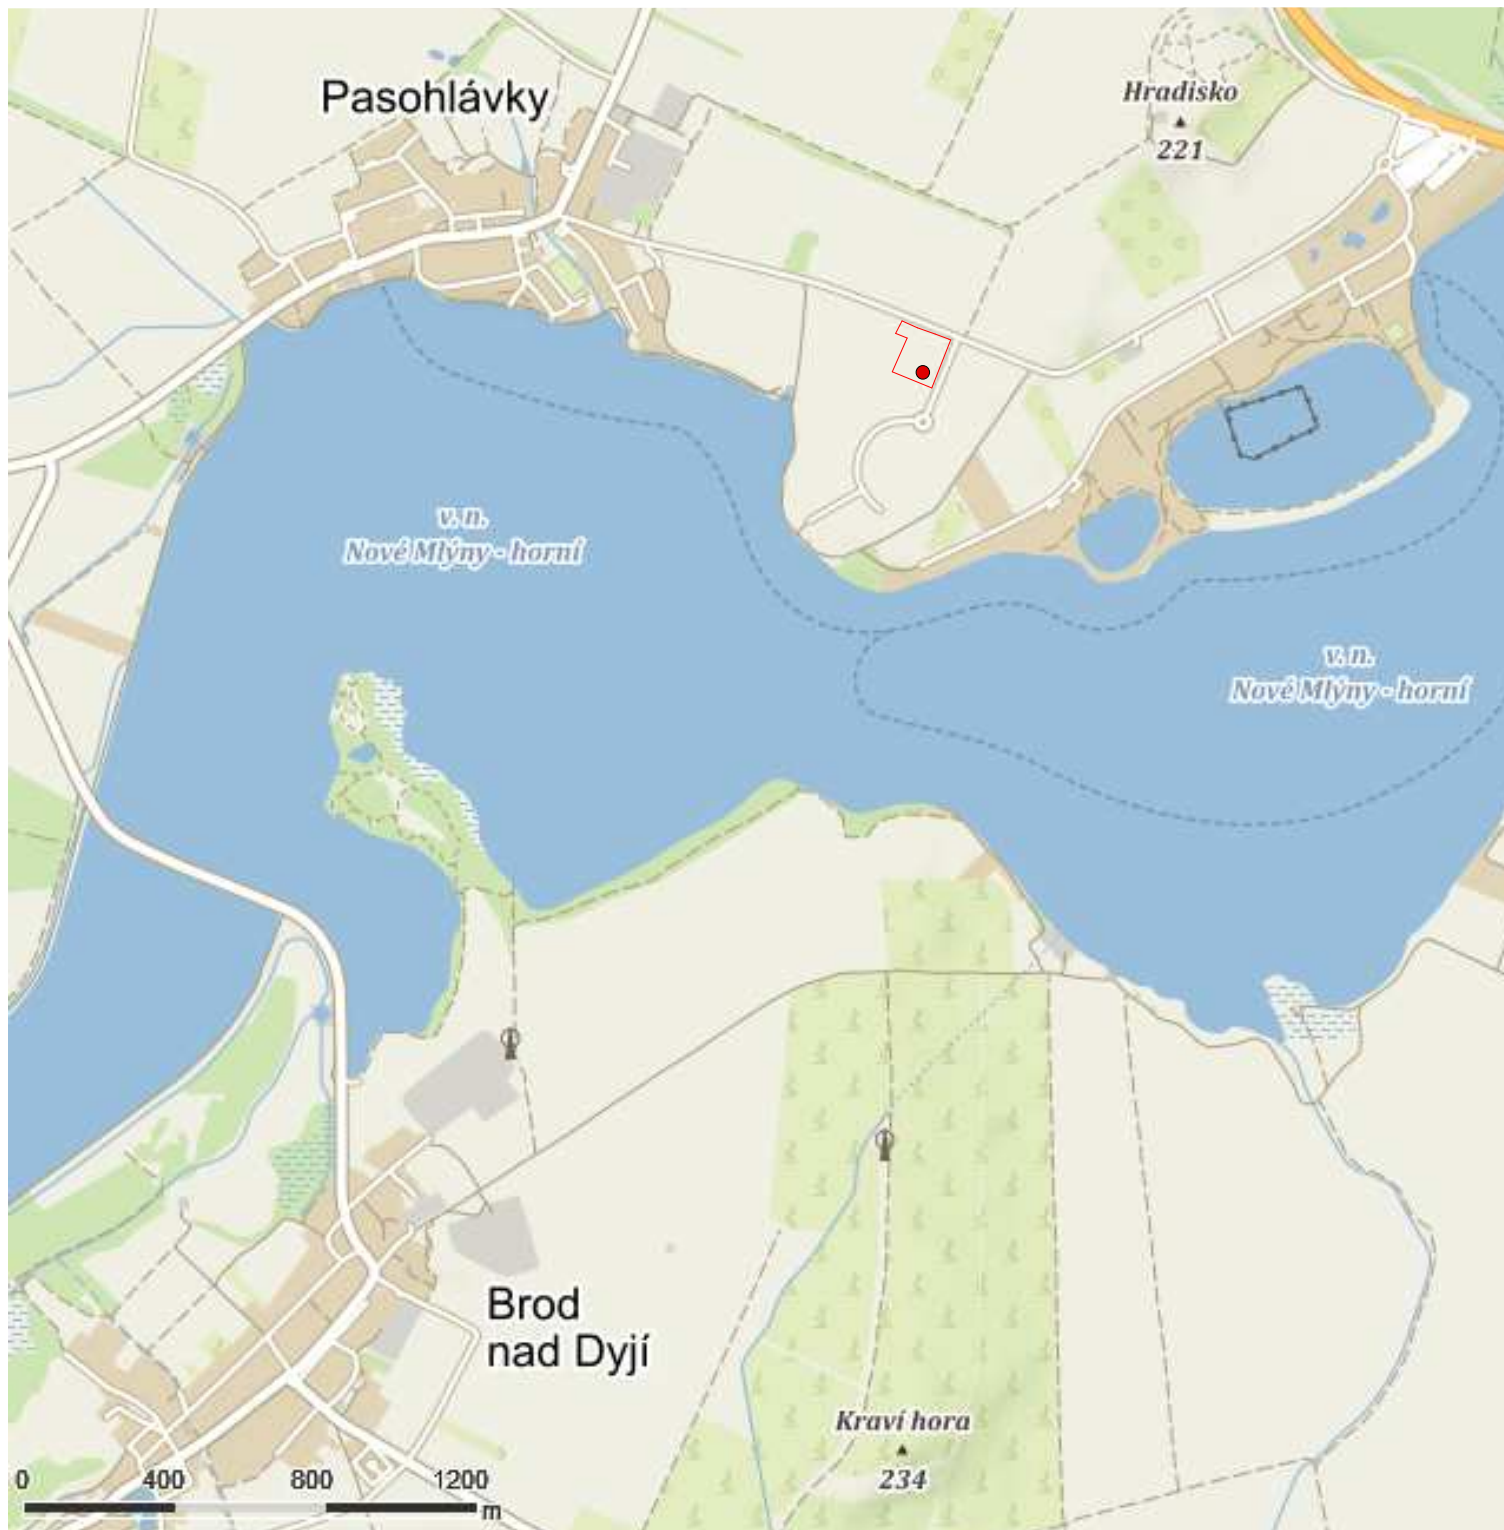 Pasohlávky
Hradisko
221
v. n.
Nové Mlýny - horní
v. n.
Nové Mlýny - horní
Brod
nad Dyjí
Kraví hora
234
0 400 800 1200
m